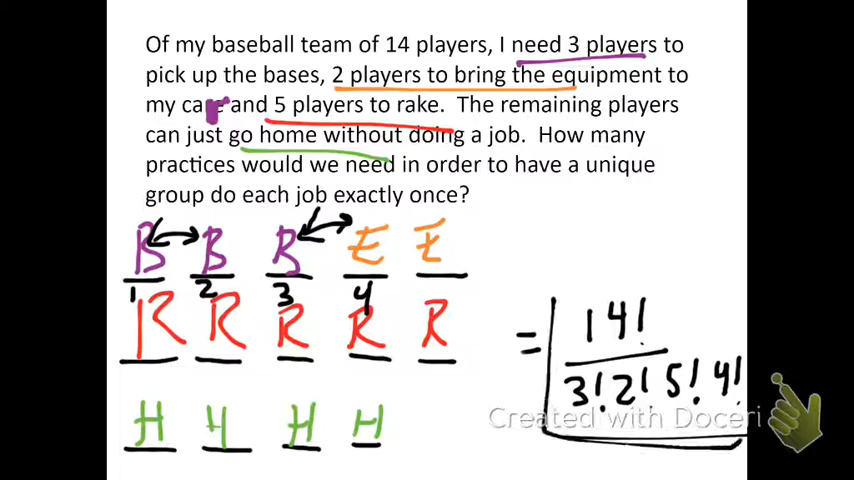 Of my baseball team of 14 players, I need 3 players to
pick up the bases, 2 players to bring the equipment to
my car and 5 players to rake. The remaining players
can just go home without doing a job. How many
practices would we need in order to have a unique
group do each job exactly once?
B B B E E
1 2 3 4
R R R R R
= 14!
3! 2! 5! 4!
H H H H
Created with Doceri